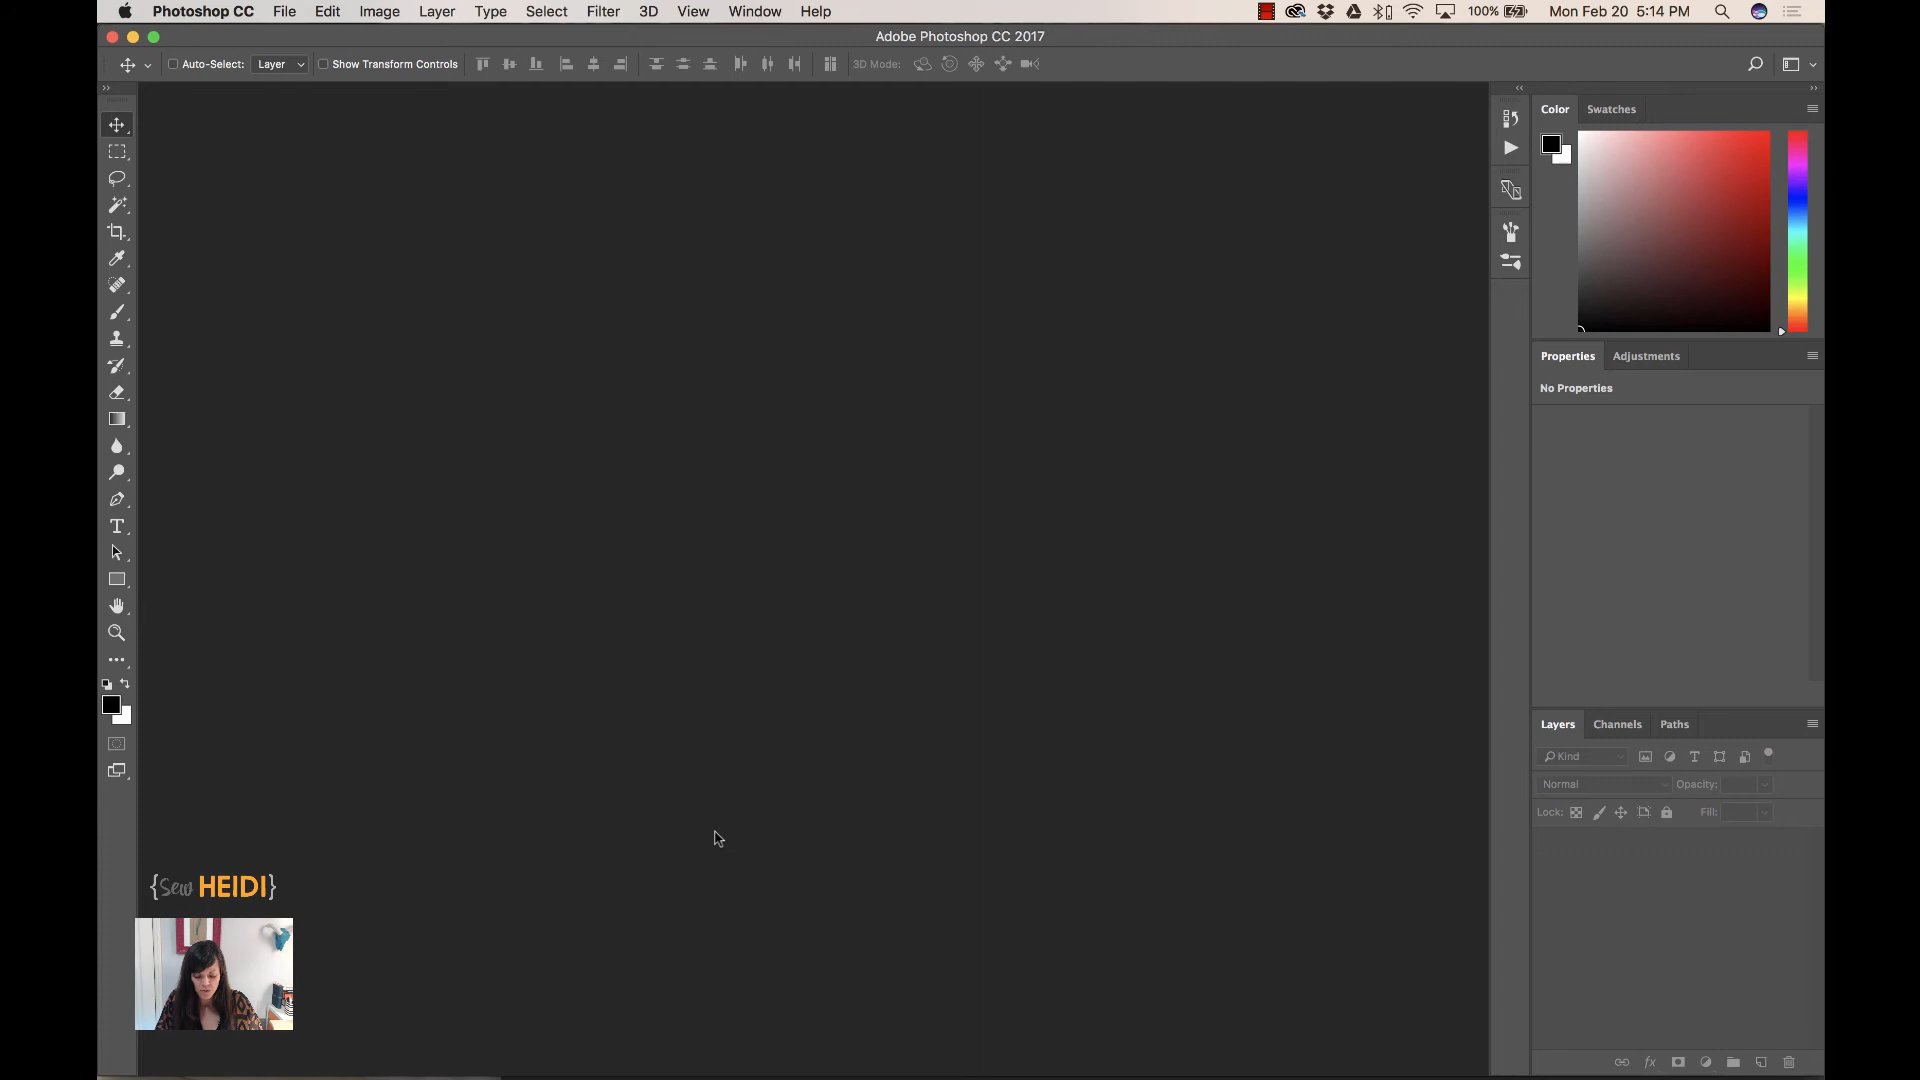 Photoshop CC File Edit Image Layer Type Select Filter 3D View Window Help 100% Mon Feb 20 5:14 PM
Adobe Photoshop CC 2017
Auto-Select: Layer Show Transform Controls 3D Mode:
Color Swatches
Properties Adjustments
No Properties
Layers Channels Paths
Kind
Normal Opacity:
Lock: Fill:
{Sew HEIDI}